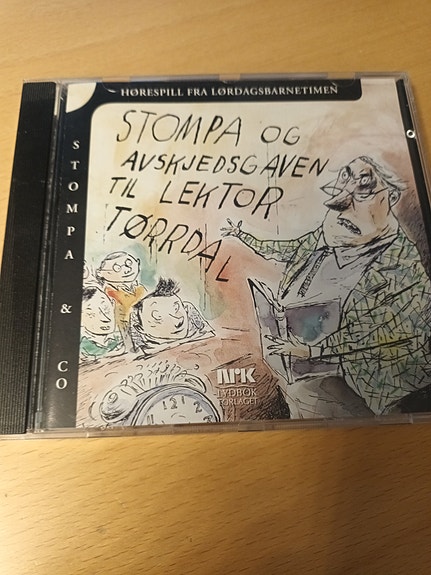 HØRESPILL FRA LØRDAGSBARNETIMEN
STOMPA & CO
STOMPA OG
AVSKJEDSGAVEN
TIL LEKTOR
TØRRDAL
NRK
LYDBOK
FORLAGET